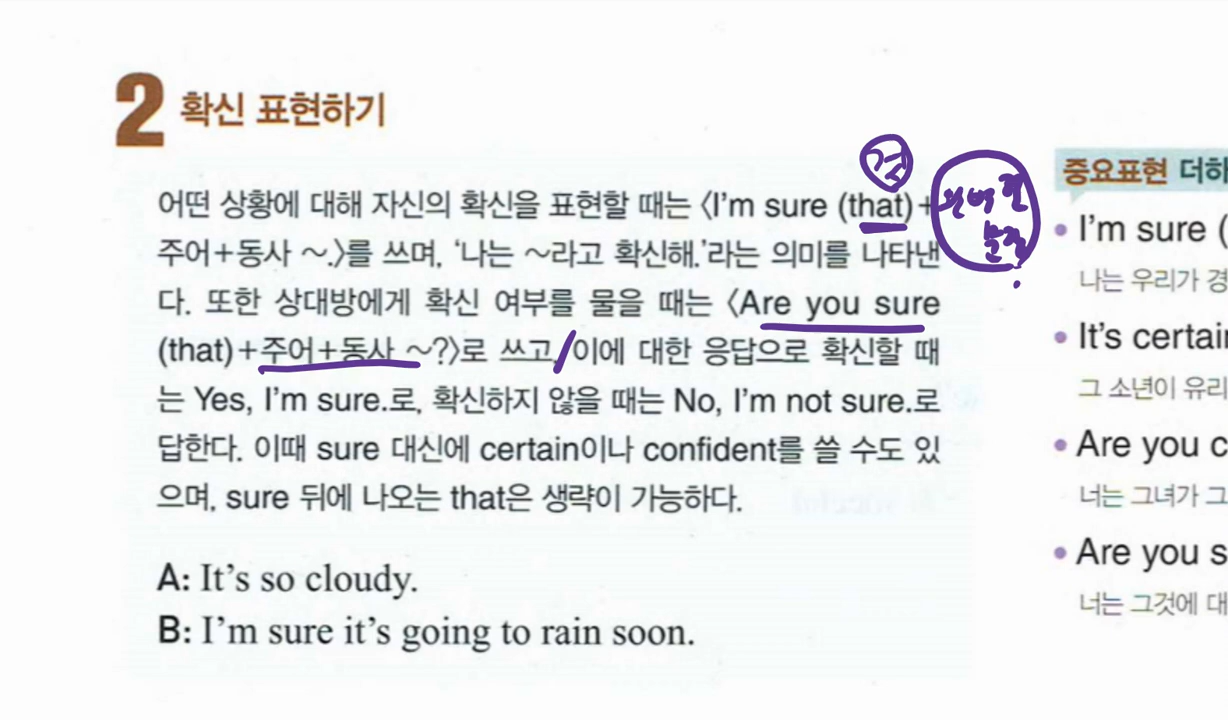 2 확신 표현하기
접
어떤 상황에 대해 자신의 확신을 표현할 때는 〈I'm sure (that)+
주어+동사 ～.〉를 쓰며, '나는 ～라고 확신해.'라는 의미를 나타낸
다. 또한 상대방에게 확신 여부를 물을 때는 〈Are you sure
(that)+주어+동사 ～?〉로 쓰고, 이에 대한 응답으로 확신할 때
는 Yes, I'm sure.로, 확신하지 않을 때는 No, I'm not sure.로
답한다. 이때 sure 대신에 certain이나 confident를 쓸 수도 있
으며, sure 뒤에 나오는 that은 생략이 가능하다.
A: It's so cloudy.
B: I'm sure it's going to rain soon.
중요표현 더하
• I'm sure (
나는 우리가 경
• It's certain
그 소년이 유리
• Are you c
너는 그녀가 그
• Are you s
너는 그것에 대